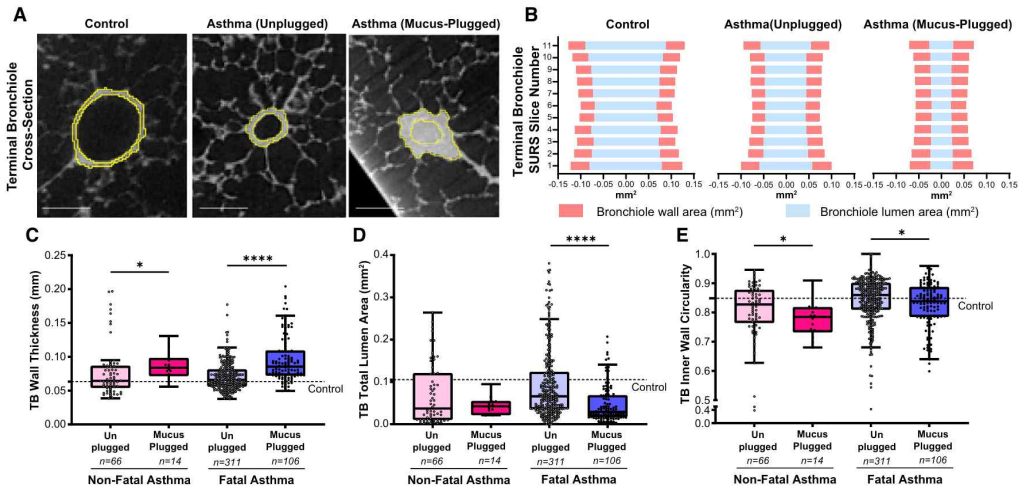 A
Control
Asthma (Unplugged)
Asthma (Mucus-Plugged)
Terminal Bronchiole
Cross-Section
B
Control
Asthma(Unplugged)
Asthma (Mucus-Plugged)
Terminal Bronchiole
SURS Slice Number
11
10
9
8
7
6
5
4
3
2
1
-0.15 -0.10 -0.05 0.00 0.05 0.10 0.15
mm²
-0.15 -0.10 -0.05 0.00 0.05 0.10 0.15
mm²
-0.15 -0.10 -0.05 0.00 0.05 0.10 0.15
mm²
Bronchiole wall area (mm²)
Bronchiole lumen area (mm²)
C
TB Wall Thickness (mm)
0.25
0.20
0.15
0.10
0.05
0.00
*
****
Control
Un plugged
Mucus Plugged
Un plugged
Mucus Plugged
n=66
n=14
n=311
n=106
Non-Fatal Asthma
Fatal Asthma
D
TB Total Lumen Area (mm²)
0.4
0.3
0.2
0.1
0.0
****
Control
Un plugged
Mucus Plugged
Un plugged
Mucus Plugged
n=66
n=14
n=311
n=106
Non-Fatal Asthma
Fatal Asthma
E
TB Inner Wall Circularity
1.0
0.9
0.8
0.7
0.6
0.5
0.4
0.0
*
*
Control
Un plugged
Mucus Plugged
Un plugged
Mucus Plugged
n=66
n=14
n=311
n=106
Non-Fatal Asthma
Fatal Asthma